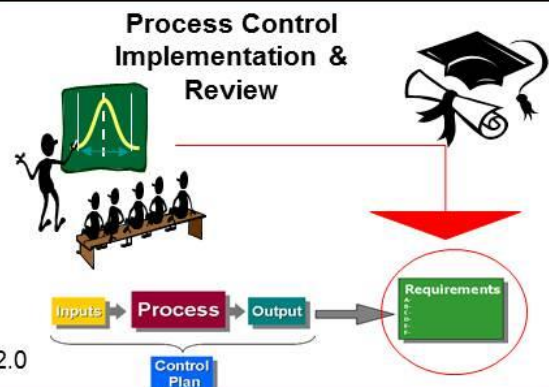 Process Control
Implementation &
Review
Inputs
Process
Output
Requirements
2.0
Control
Plan